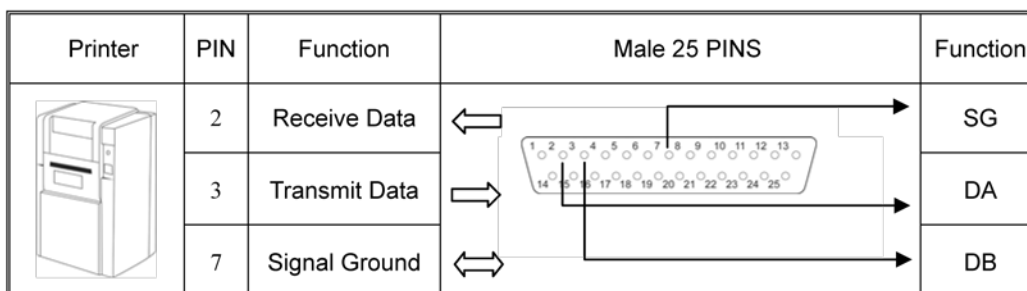 Printer PIN Function Male 25 PINS Function
2 Receive Data SG
1 2 3 4 5 6 7 8 9 10 11 12 13
3 Transmit Data DA
14 15 16 17 18 19 20 21 22 23 24 25
7 Signal Ground DB